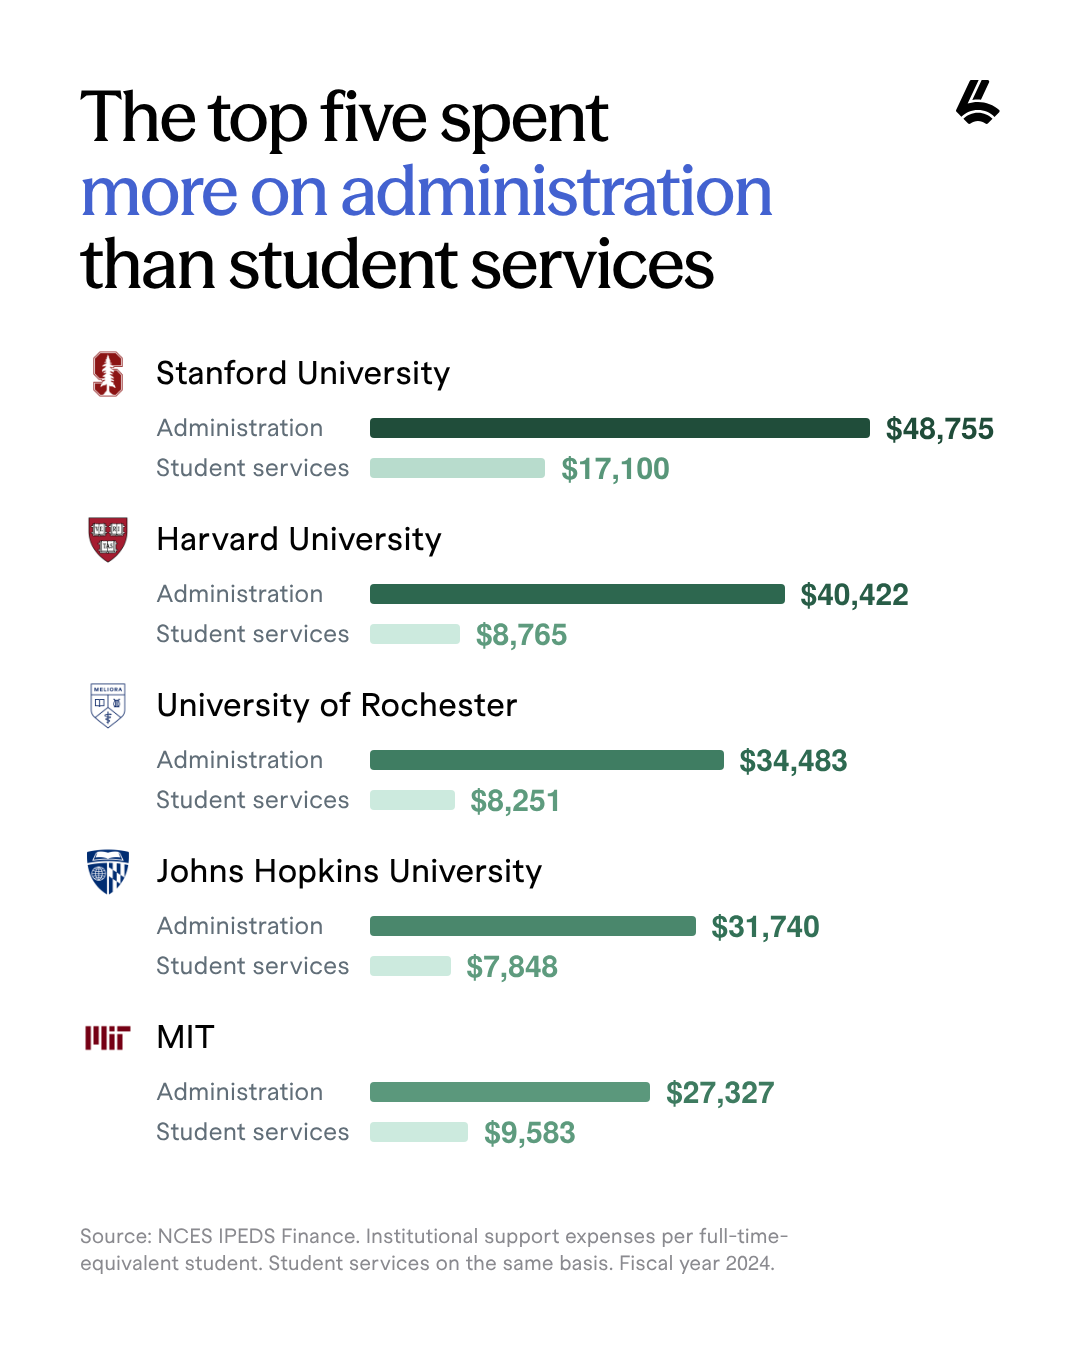 The top five spent
more on administration
than student services
Stanford University
Administration $48,755
Student services $17,100
VE RI
TAS
Harvard University
Administration $40,422
Student services $8,765
MELIORA
University of Rochester
Administration $34,483
Student services $8,251
Johns Hopkins University
Administration $31,740
Student services $7,848
MIT
Administration $27,327
Student services $9,583
Source: NCES IPEDS Finance. Institutional support expenses per full-time-
equivalent student. Student services on the same basis. Fiscal year 2024.